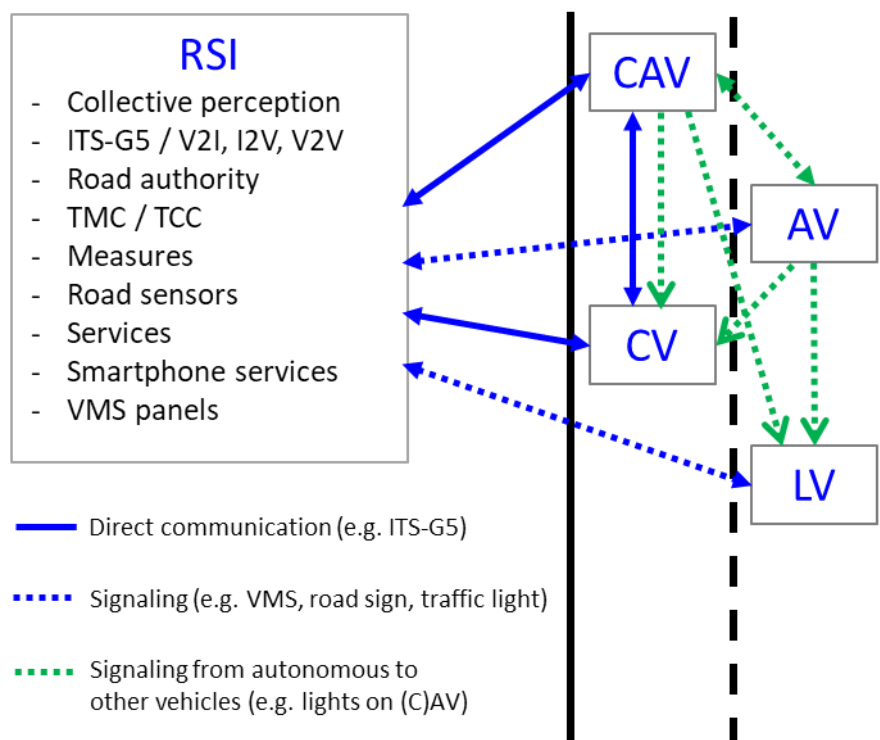 RSI
- Collective perception
- ITS-G5 / V2I, I2V, V2V
- Road authority
- TMC / TCC
- Measures
- Road sensors
- Services
- Smartphone services
- VMS panels
CAV
AV
CV
LV
Direct communication (e.g. ITS-G5)
Signaling (e.g. VMS, road sign, traffic light)
Signaling from autonomous to
other vehicles (e.g. lights on (C)AV)